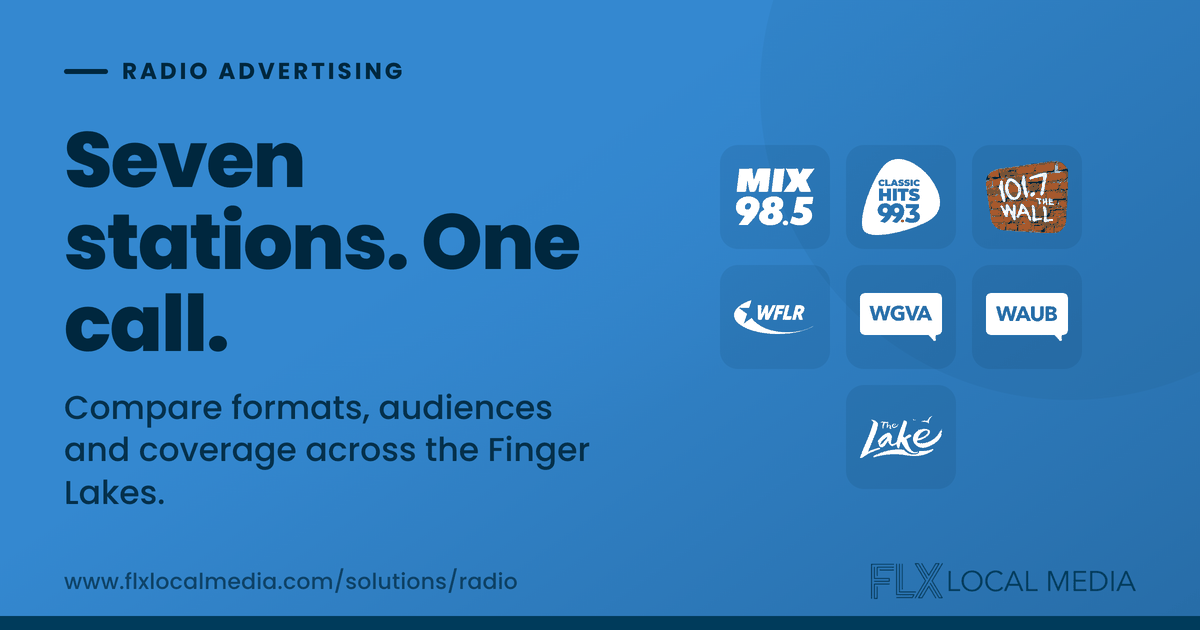 RADIO ADVERTISING
Seven
stations. One
call.
Compare formats, audiences
and coverage across the Finger
Lakes.
MIX
98.5
CLASSIC
HITS
99.3
101.7
THE
WALL
WFLR
WGVA
WAUB
The
Lake
www.flxlocalmedia.com/solutions/radio
FLX LOCAL MEDIA